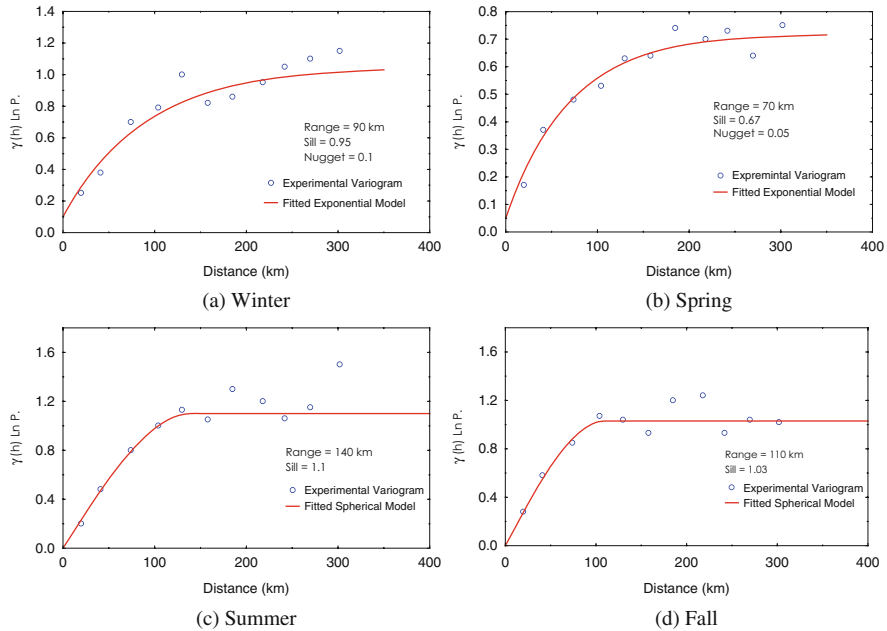 1.4
1.2
1.0
0.8
0.6
0.4
0.2
0.0
γ(h) Ln P.
Range = 90 km
Sill = 0.95
Nugget = 0.1
Experimental Variogram
Fitted Exponential Model
0 100 200 300 400
Distance (km)
(a) Winter
0.8
0.7
0.6
0.5
0.4
0.3
0.2
0.1
0.0
γ(h) Ln P.
Range = 70 km
Sill = 0.67
Nugget = 0.05
Expremintal Variogram
Fitted Exponential Model
0 100 200 300 400
Distance (km)
(b) Spring
1.6
1.2
0.8
0.4
0.0
γ(h) Ln P.
Range = 140 km
Sill = 1.1
Experimental Variogram
Fitted Spherical Model
0 100 200 300 400
Distance (km)
(c) Summer
1.6
1.2
0.8
0.4
0.0
γ(h) Ln P.
Range = 110 km
Sill = 1.03
Experimental Variogram
Fitted Spherical Model
0 100 200 300 400
Distance (km)
(d) Fall